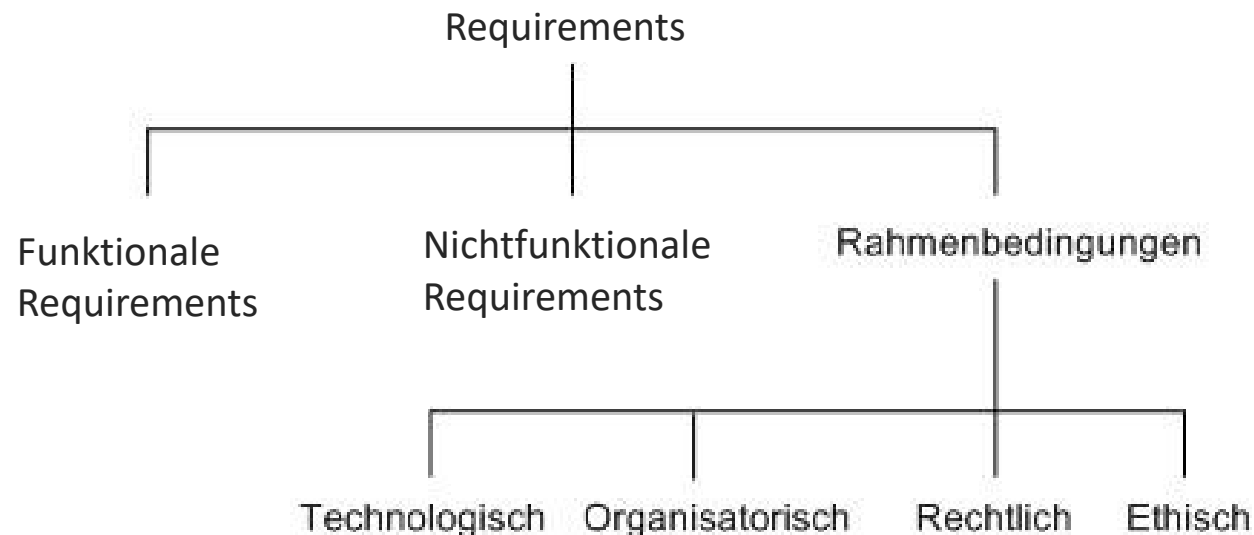 Requirements
Funktionale
Requirements
Nichtfunktionale
Requirements
Rahmenbedingungen
Technologisch
Organisatorisch
Rechtlich
Ethisch